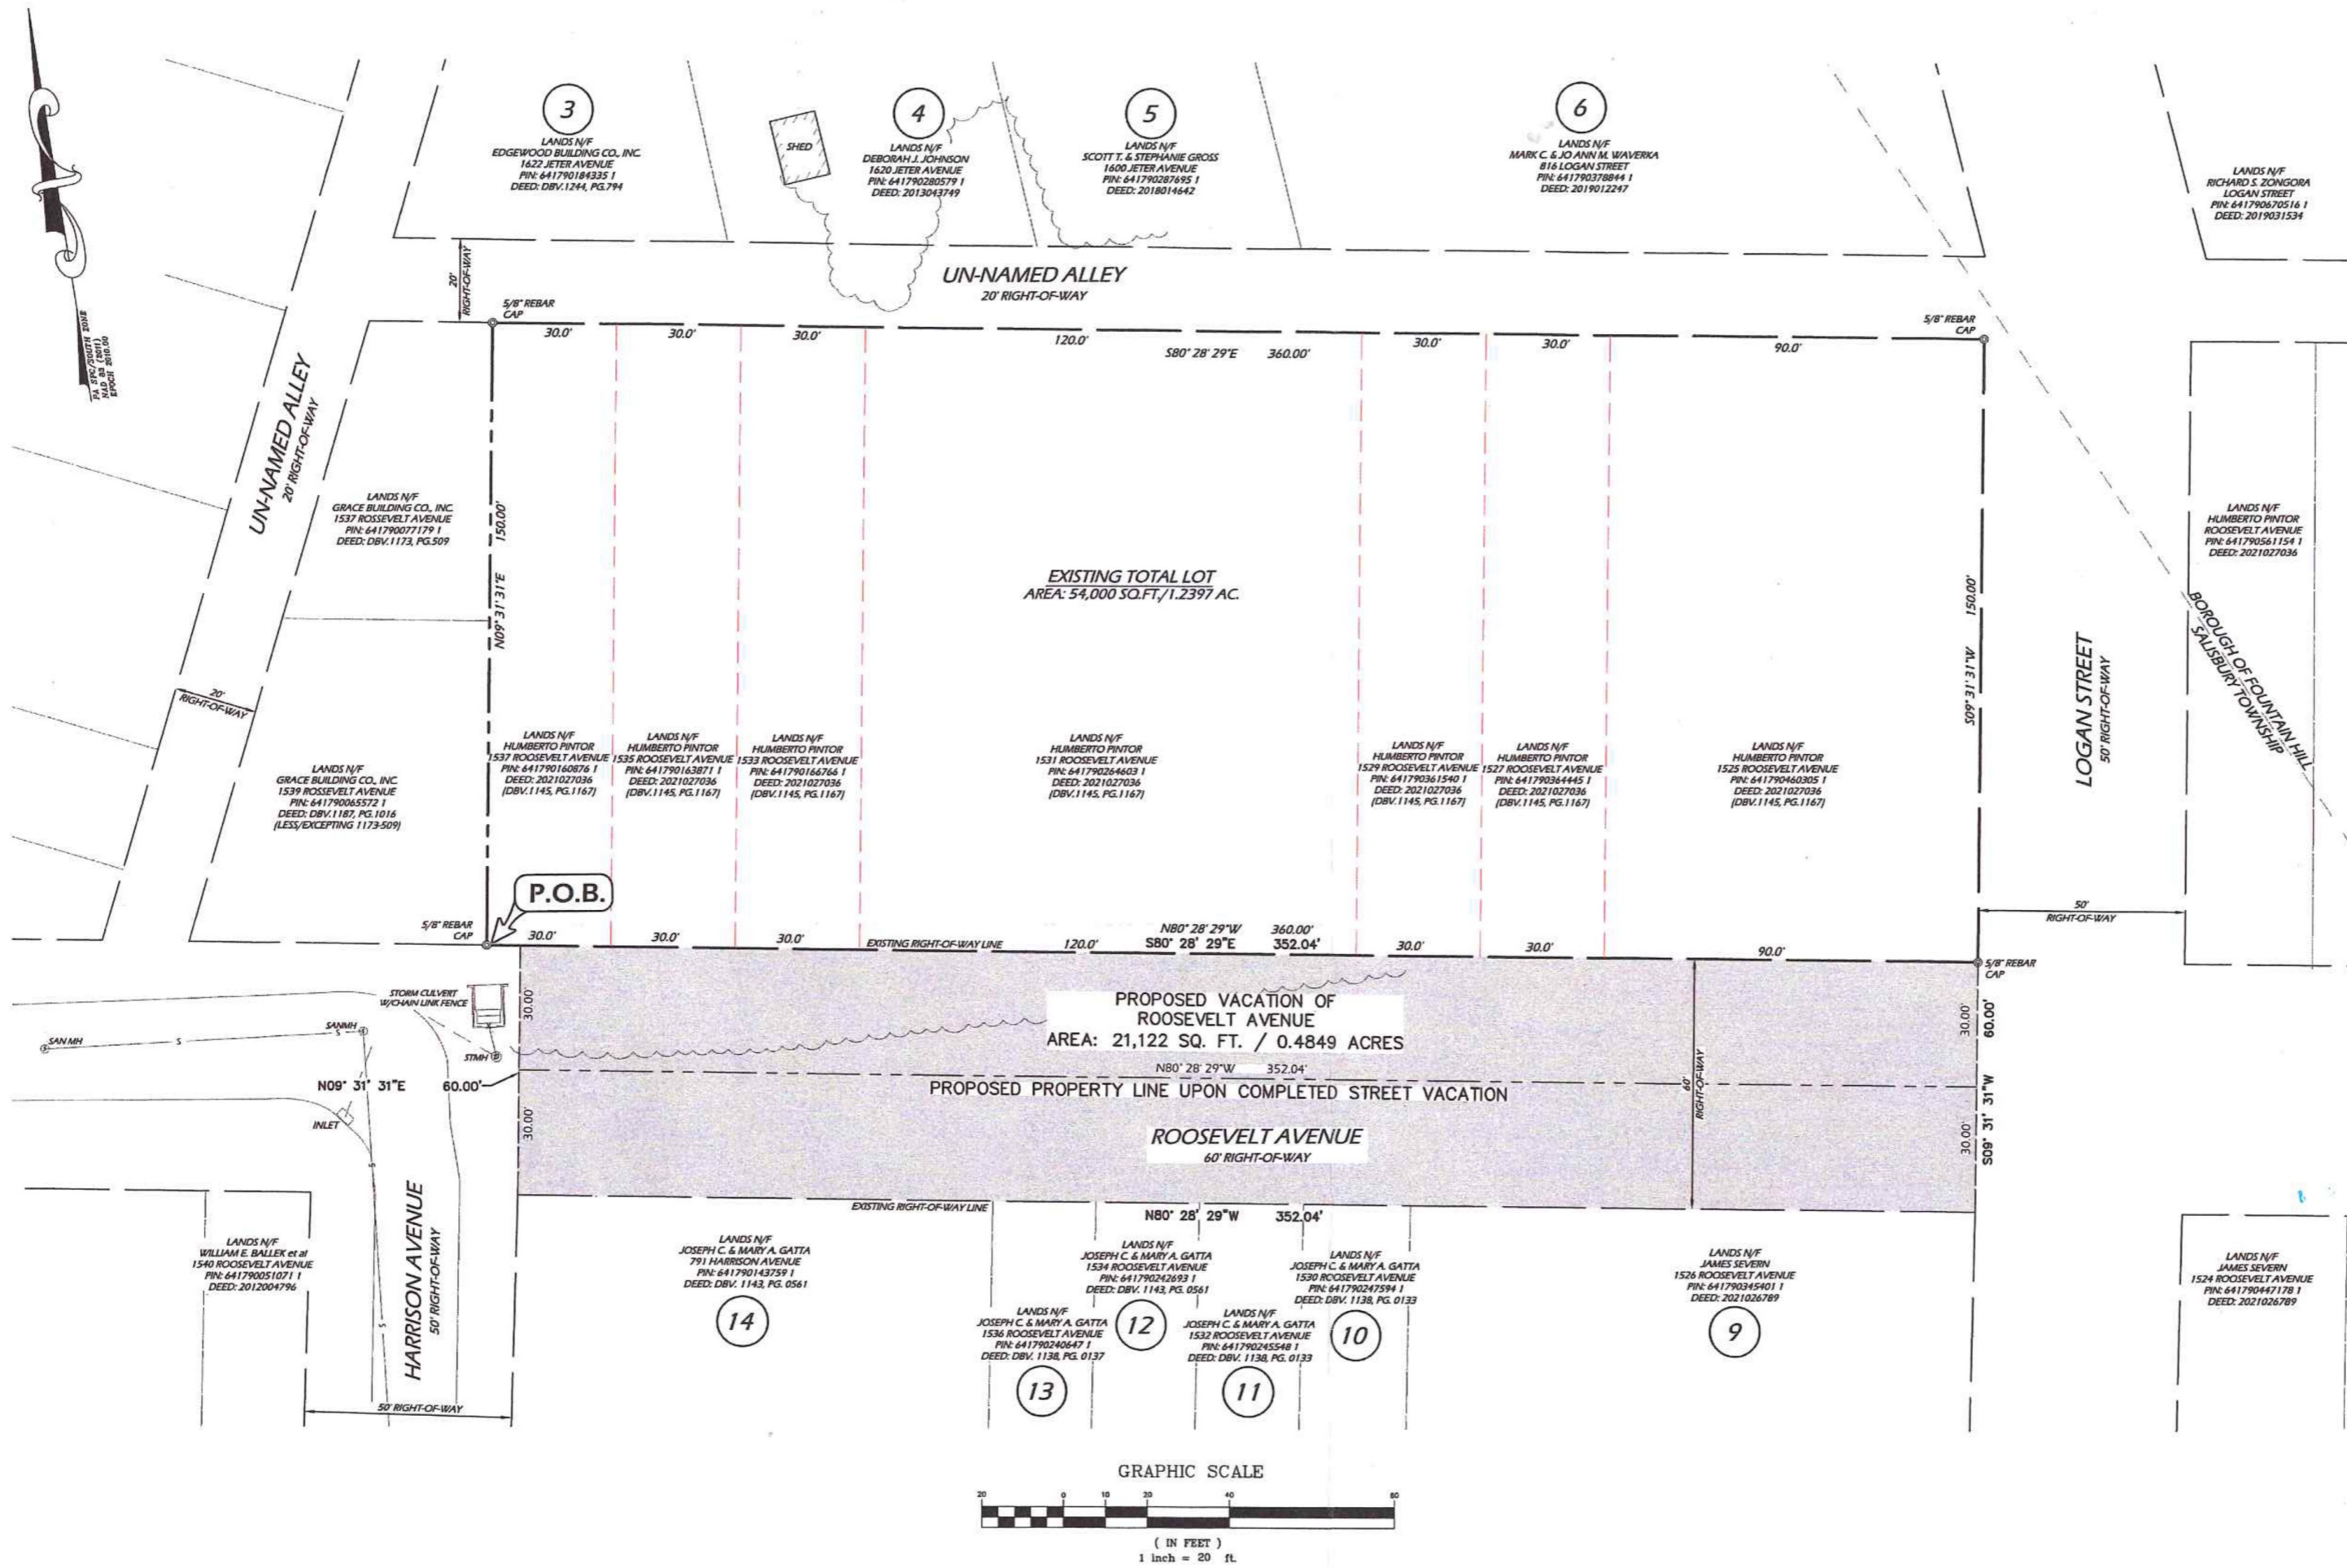 3
LANDS N/F
EDGEWOOD BUILDING CO., INC.
1622 JETER AVENUE
PIN: 641790184335 1
DEED: DBV.1244, PG.794
SHED
4
LANDS N/F
DEBORAH J. JOHNSON
1620 JETER AVENUE
PIN: 641790280579 1
DEED: 2013043749
5
LANDS N/F
SCOTT T. & STEPHANIE GROSS
1600 JETER AVENUE
PIN: 641790287695 1
DEED: 2018014642
6
LANDS N/F
MARK C. & JO ANN M. WAVERKA
816 LOGAN STREET
PIN: 641790378844 1
DEED: 2019012247
LANDS N/F
RICHARD S. ZONGORA
LOGAN STREET
PIN: 641790670516 1
DEED: 2019031534
PA SPC/SOUTH ZONE
NAD 83 (2011)
EPOCH 2010.00
20'
RIGHT-OF-WAY
UN-NAMED ALLEY
20' RIGHT-OF-WAY
5/8" REBAR
CAP
5/8" REBAR
CAP
30.0'
30.0'
30.0'
120.0'
S80° 28' 29"E 360.00'
30.0'
30.0'
90.0'
UN-NAMED ALLEY
20' RIGHT-OF-WAY
LANDS N/F
GRACE BUILDING CO., INC.
1537 ROSSEVELT AVENUE
PIN: 641790077179 1
DEED: DBV.1173, PG.509
N09° 31' 31"E 150.00'
EXISTING TOTAL LOT
AREA: 54,000 SQ.FT./1.2397 AC.
S09° 31' 31"W 150.00'
LOGAN STREET
50' RIGHT-OF-WAY
LANDS N/F
HUMBERTO PINTOR
ROOSEVELT AVENUE
PIN: 641790561154 1
DEED: 2021027036
BOROUGH OF FOUNTAIN HILL
SALISBURY TOWNSHIP
20'
RIGHT-OF-WAY
LANDS N/F
GRACE BUILDING CO., INC.
1539 ROSSEVELT AVENUE
PIN: 641790065572 1
DEED: DBV.1187, PG.1016
(LESS/EXCEPTING 1173-509)
LANDS N/F
HUMBERTO PINTOR
1537 ROOSEVELT AVENUE
PIN: 641790160876 1
DEED: 2021027036
(DBV.1145, PG.1167)
LANDS N/F
HUMBERTO PINTOR
1535 ROOSEVELT AVENUE
PIN: 641790163871 1
DEED: 2021027036
(DBV.1145, PG.1167)
LANDS N/F
HUMBERTO PINTOR
1533 ROOSEVELT AVENUE
PIN: 641790166766 1
DEED: 2021027036
(DBV.1145, PG.1167)
LANDS N/F
HUMBERTO PINTOR
1531 ROOSEVELT AVENUE
PIN: 641790264603 1
DEED: 2021027036
(DBV.1145, PG.1167)
LANDS N/F
HUMBERTO PINTOR
1529 ROOSEVELT AVENUE
PIN: 641790361540 1
DEED: 2021027036
(DBV.1145, PG.1167)
LANDS N/F
HUMBERTO PINTOR
1527 ROOSEVELT AVENUE
PIN: 641790364445 1
DEED: 2021027036
(DBV.1145, PG.1167)
LANDS N/F
HUMBERTO PINTOR
1525 ROOSEVELT AVENUE
PIN: 641790460305 1
DEED: 2021027036
(DBV.1145, PG.1167)
P.O.B.
5/8" REBAR
CAP
30.0'
30.0'
30.0'
EXISTING RIGHT-OF-WAY LINE
120.0'
N80° 28' 29"W 360.00'
S80° 28' 29"E 352.04'
30.0'
30.0'
90.0'
50'
RIGHT-OF-WAY
5/8" REBAR
CAP
STORM CULVERT
W/CHAIN LINK FENCE
SANMH
SAN MH
S
S
STMH
30.00'
N09° 31' 31"E 60.00'
30.00'
INLET
S
S
PROPOSED VACATION OF
ROOSEVELT AVENUE
AREA: 21,122 SQ. FT. / 0.4849 ACRES
N80° 28' 29"W 352.04'
PROPOSED PROPERTY LINE UPON COMPLETED STREET VACATION
ROOSEVELT AVENUE
60' RIGHT-OF-WAY
60'
RIGHT-OF-WAY
30.00'
30.00'
S09° 31' 31"W 60.00'
EXISTING RIGHT-OF-WAY LINE
N80° 28' 29"W 352.04'
LANDS N/F
WILLIAM E. BALLEK et al
1540 ROOSEVELT AVENUE
PIN: 641790051071 1
DEED: 2012004796
HARRISON AVENUE
50' RIGHT-OF-WAY
50' RIGHT-OF-WAY
LANDS N/F
JOSEPH C. & MARY A. GATTA
791 HARRISON AVENUE
PIN: 641790143759 1
DEED: DBV. 1143, PG. 0561
14
LANDS N/F
JOSEPH C. & MARY A. GATTA
1536 ROOSEVELT AVENUE
PIN: 641790240647 1
DEED: DBV. 1138, PG. 0137
13
LANDS N/F
JOSEPH C. & MARY A. GATTA
1534 ROOSEVELT AVENUE
PIN: 641790242693 1
DEED: DBV. 1143, PG. 0561
12
LANDS N/F
JOSEPH C. & MARY A. GATTA
1532 ROOSEVELT AVENUE
PIN: 641790245548 1
DEED: DBV. 1138, PG. 0133
11
LANDS N/F
JOSEPH C. & MARY A. GATTA
1530 ROOSEVELT AVENUE
PIN: 641790247594 1
DEED: DBV. 1138, PG. 0133
10
LANDS N/F
JAMES SEVERN
1526 ROOSEVELT AVENUE
PIN: 641790345401 1
DEED: 2021026789
9
LANDS N/F
JAMES SEVERN
1524 ROOSEVELT AVENUE
PIN: 641790447178 1
DEED: 2021026789
GRAPHIC SCALE
20 0 10 20 40 80
( IN FEET )
1 inch = 20 ft.